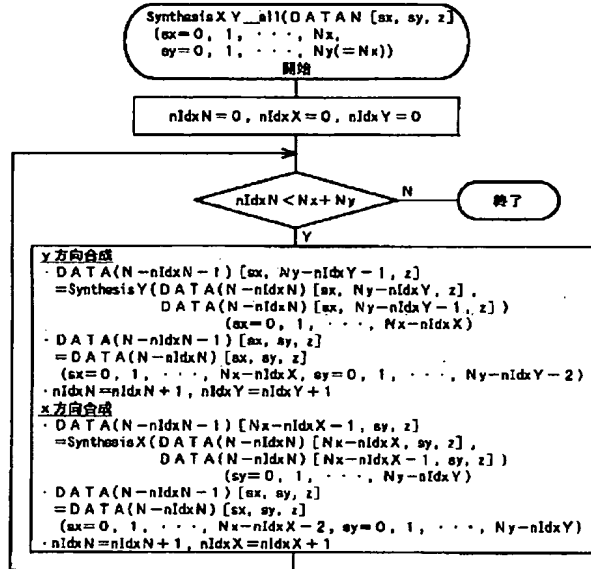 SynthesisXY_all(DATAN [sx, sy, z]
(sx=0, 1, ･･･, Nx,
sy=0, 1, ･･･, Ny(=Nx))
開始
nIdxN=0, nIdxX=0, nIdxY=0
nIdxN<Nx+Ny
N
終了
Y
y方向合成
・DATA(N-nIdxN-1) [sx, Ny-nIdxY-1, z]
=SynthesisY(DATA(N-nIdxN) [sx, Ny-nIdxY, z],
DATA(N-nIdxN) [sx, Ny-nIdxY-1, z])
(sx=0, 1, ･･･, Nx-nIdxX)
・DATA(N-nIdxN-1) [sx, sy, z]
=DATA(N-nIdxN) [sx, sy, z]
(sx=0, 1, ･･･, Nx-nIdxX, sy=0, 1, ･･･, Ny-nIdxY-2)
・nIdxN=nIdxN+1, nIdxY=nIdxY+1
x方向合成
・DATA(N-nIdxN-1) [Nx-nIdxX-1, sy, z]
=SynthesisX(DATA(N-nIdxN) [Nx-nIdxX, sy, z],
DATA(N-nIdxN) [Nx-nIdxX-1, sy, z])
(sy=0, 1, ･･･, Ny-nIdxY)
・DATA(N-nIdxN-1) [sx, sy, z]
=DATA(N-nIdxN) [sx, sy, z]
(sx=0, 1, ･･･, Nx-nIdxX-2, sy=0, 1, ･･･, Ny-nIdxY)
・nIdxN=nIdxN+1, nIdxX=nIdxX+1